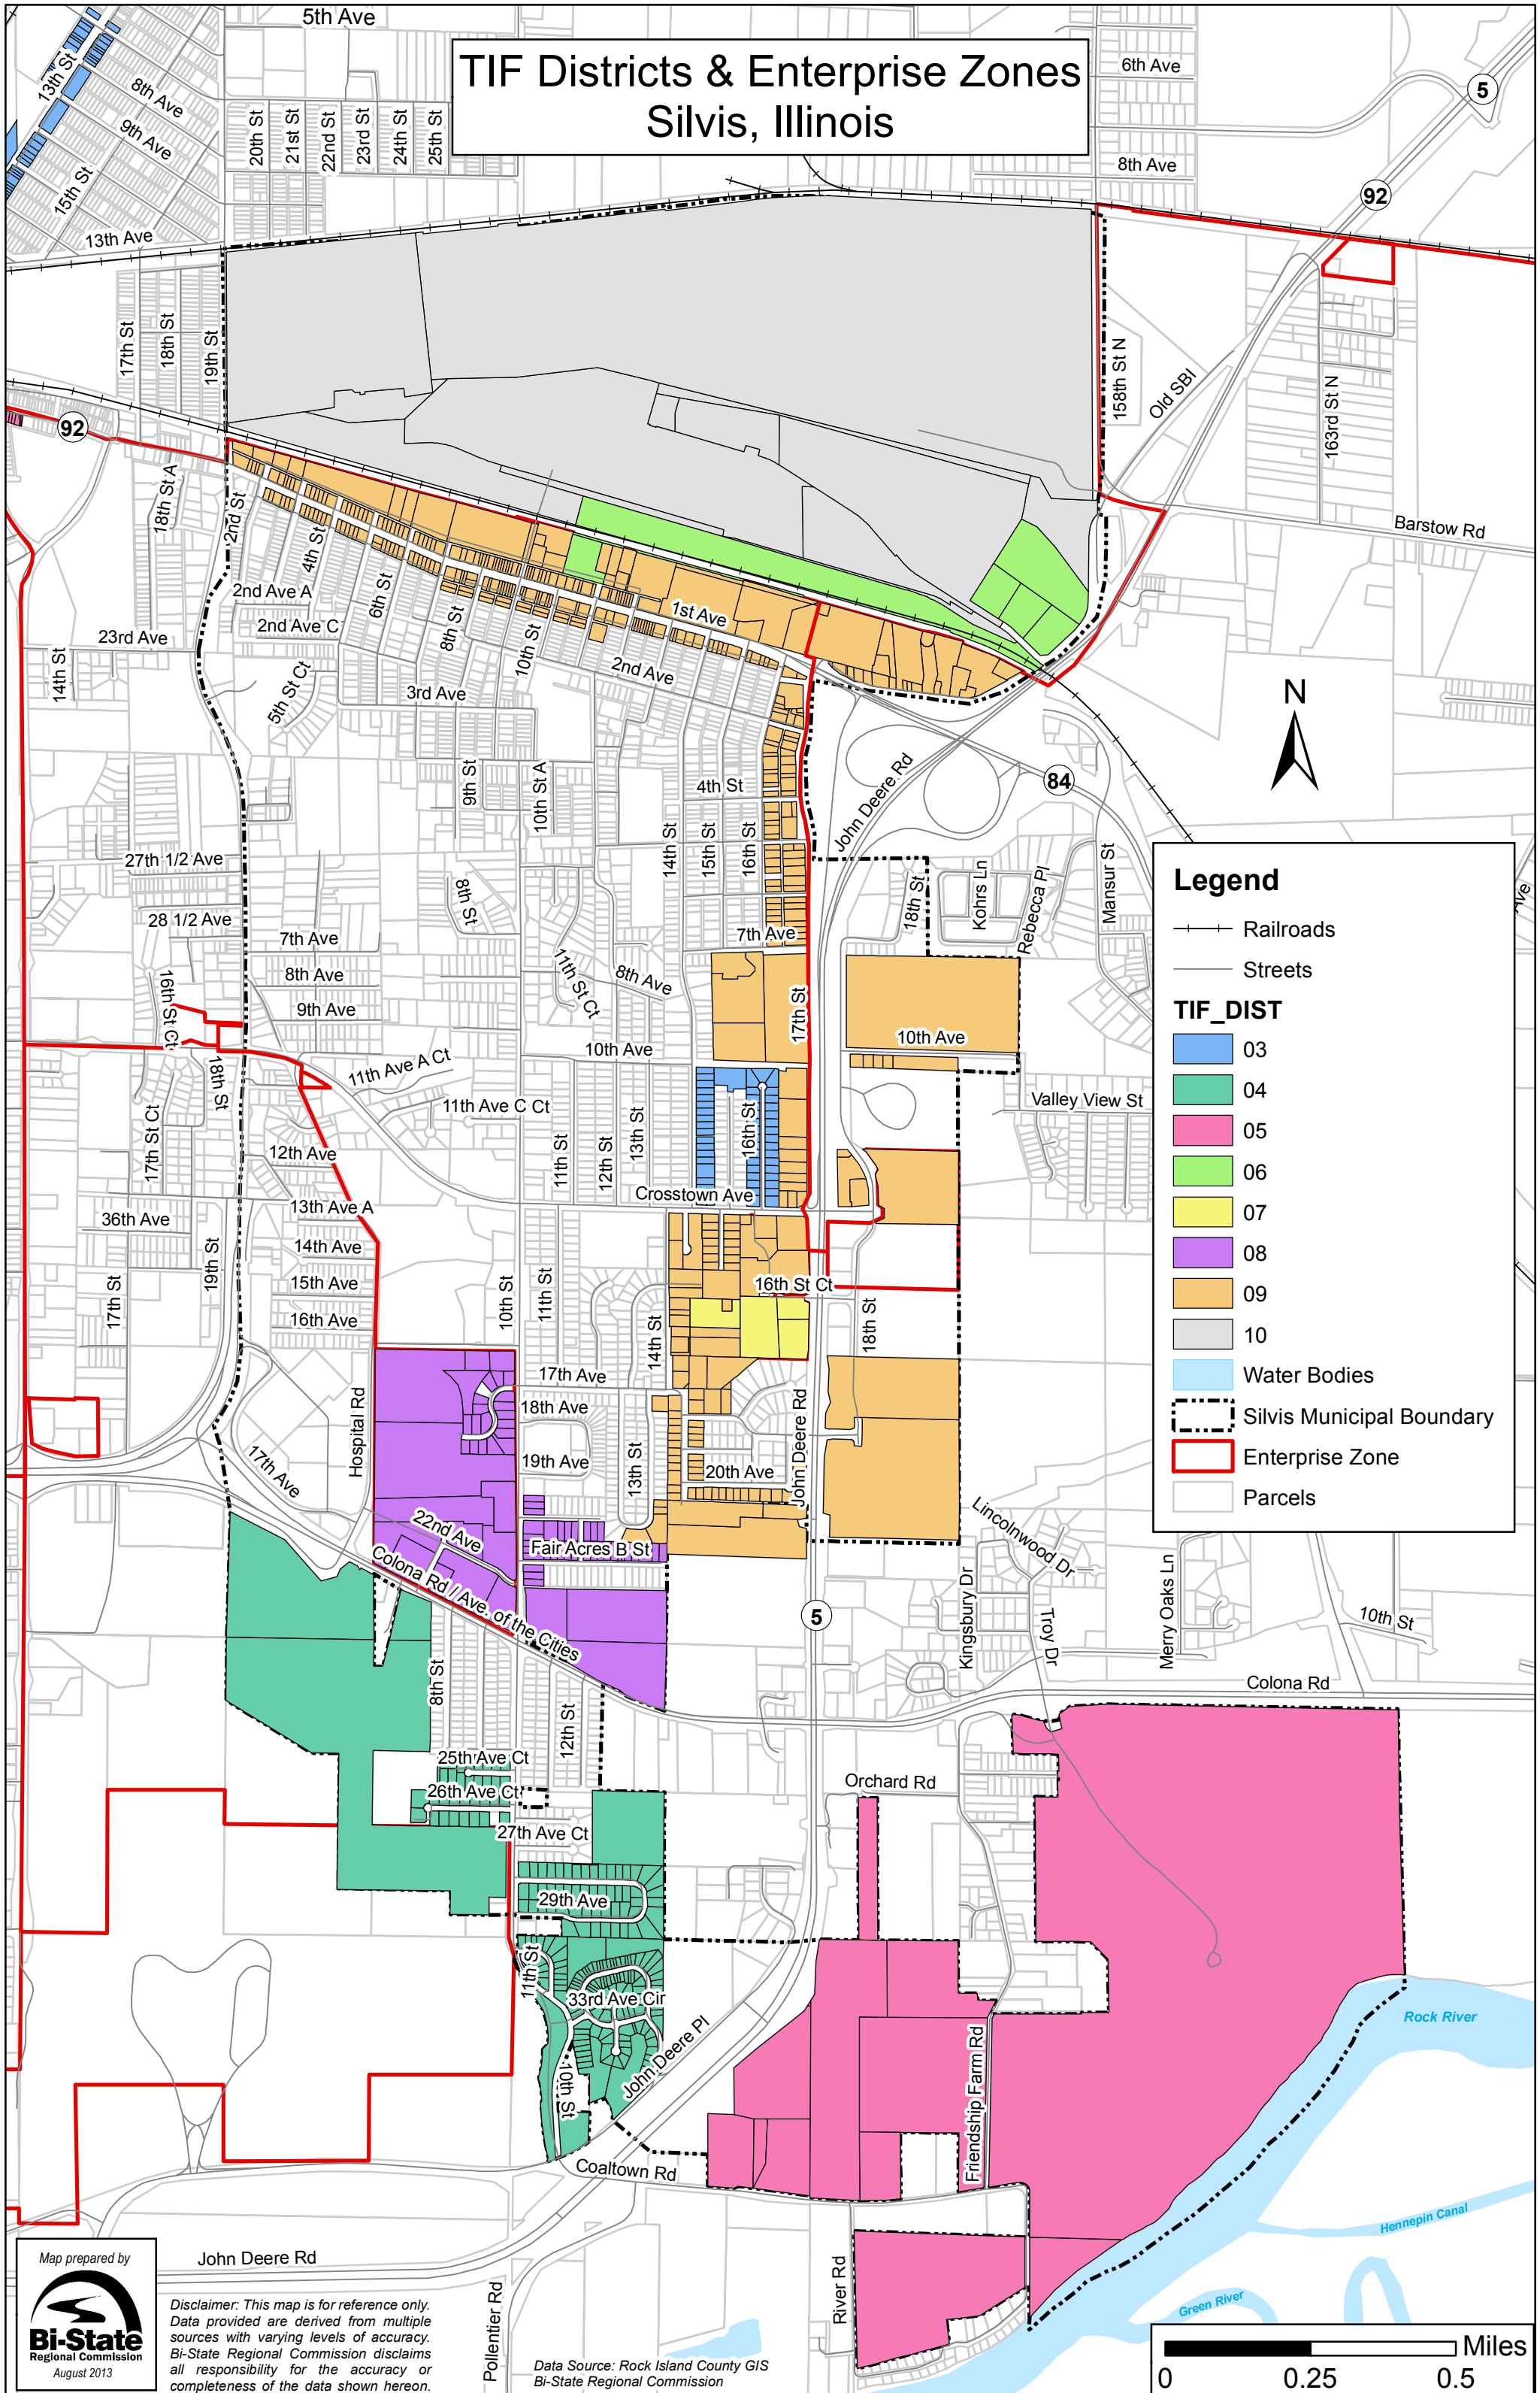 5th Ave
TIF Districts & Enterprise Zones
Silvis, Illinois
6th Ave
5
13th St
8th Ave
9th Ave
15th St
20th St
21st St
22nd St
23rd St
24th St
25th St
8th Ave
92
13th Ave
17th St
18th St
19th St
158th St N
Old SBI
163rd St N
92
18th St A
2nd St
4th St
Barstow Rd
2nd Ave A
2nd Ave C
6th St
8th St
10th St
1st Ave
2nd Ave
23rd Ave
14th St
5th St Ct
3rd Ave
N
9th St
10th St A
4th St
John Deere Rd
84
14th St
15th St
16th St
27th 1/2 Ave
28 1/2 Ave
8th St
18th St
Kohrs Ln
Rebecca Pl
Mansur St
Ave
7th Ave
7th Ave
8th Ave
9th Ave
11th St Ct
8th Ave
16th St Ct
17th St
10th Ave
10th Ave
11th Ave A Ct
18th St
11th Ave C Ct
Valley View St
17th St Ct
12th Ave
11th St
12th St
13th St
16th St
Crosstown Ave
13th Ave A
36th Ave
14th Ave
19th St
15th Ave
17th St
16th Ave
10th St
11th St
14th St
16th St Ct
18th St
Legend
Railroads
Streets
TIF_DIST
03
04
05
06
07
08
09
10
Water Bodies
Silvis Municipal Boundary
Enterprise Zone
Parcels
17th Ave
18th Ave
Hospital Rd
19th Ave
13th St
20th Ave
John Deere Rd
17th Ave
22nd Ave
Fair Acres B St
Colona Rd / Ave. of the Cities
5
Lincolnwood Dr
Kingsbury Dr
Troy Dr
Merry Oaks Ln
10th St
8th St
12th St
Colona Rd
25th Ave Ct
26th Ave Ct
27th Ave Ct
Orchard Rd
29th Ave
11th St
33rd Ave Cir
10th St
John Deere Pl
Friendship Farm Rd
Rock River
Coaltown Rd
Hennepin Canal
Green River
River Rd
John Deere Rd
Pollentier Rd
Map prepared by
Bi-State
Regional Commission
August 2013
Disclaimer: This map is for reference only.
Data provided are derived from multiple
sources with varying levels of accuracy.
Bi-State Regional Commission disclaims
all responsibility for the accuracy or
completeness of the data shown hereon.
Data Source: Rock Island County GIS
Bi-State Regional Commission
Miles
0
0.25
0.5